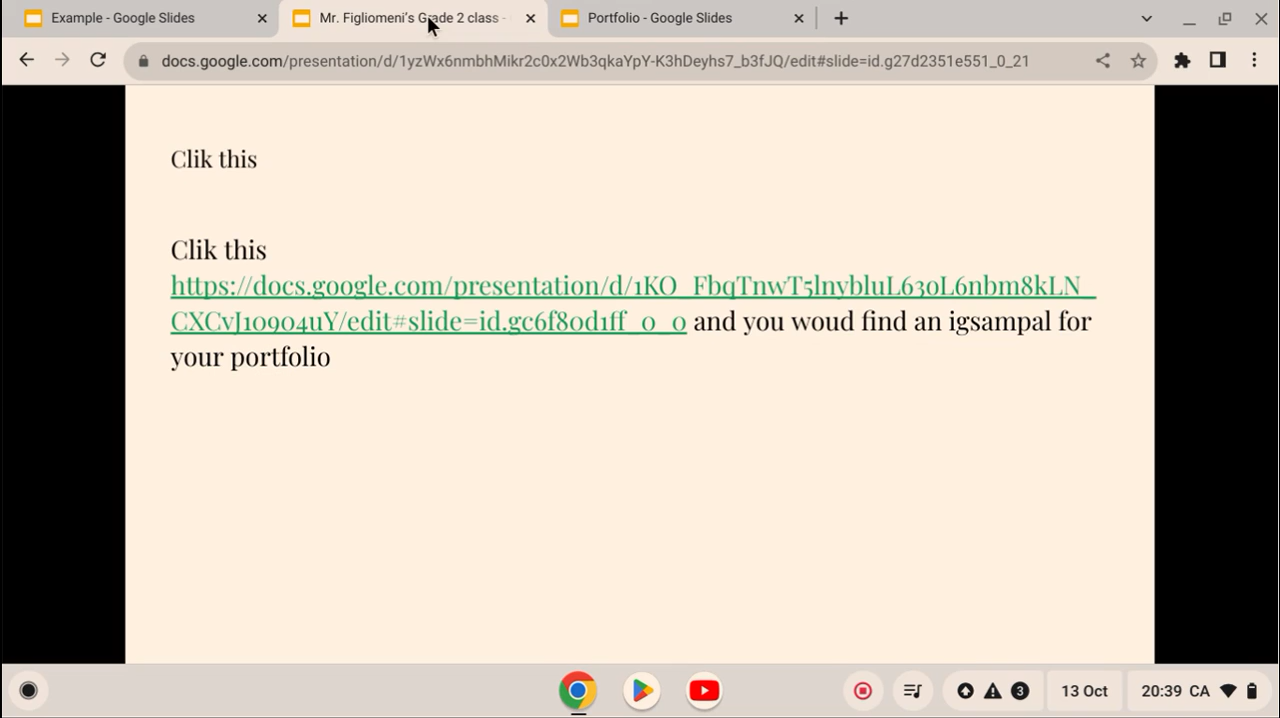 Example - Google Slides
Mr. Figliomeni's Grade 2 class -
Portfolio - Google Slides
docs.google.com/presentation/d/1yzWx6nmbhMikr2c0x2Wb3qkaYpY-K3hDeyhs7_b3fJQ/edit#slide=id.g27d2351e551_0_21
Clik this
Clik this
https://docs.google.com/presentation/d/1KO_FbqTnwT5lnybluL63oL6nbm8kLN_
CXCvJ10904uY/edit#slide=id.gc6f80d1ff_0_0 and you woud find an igsampal for
your portfolio
3
13 Oct
20:39 CA